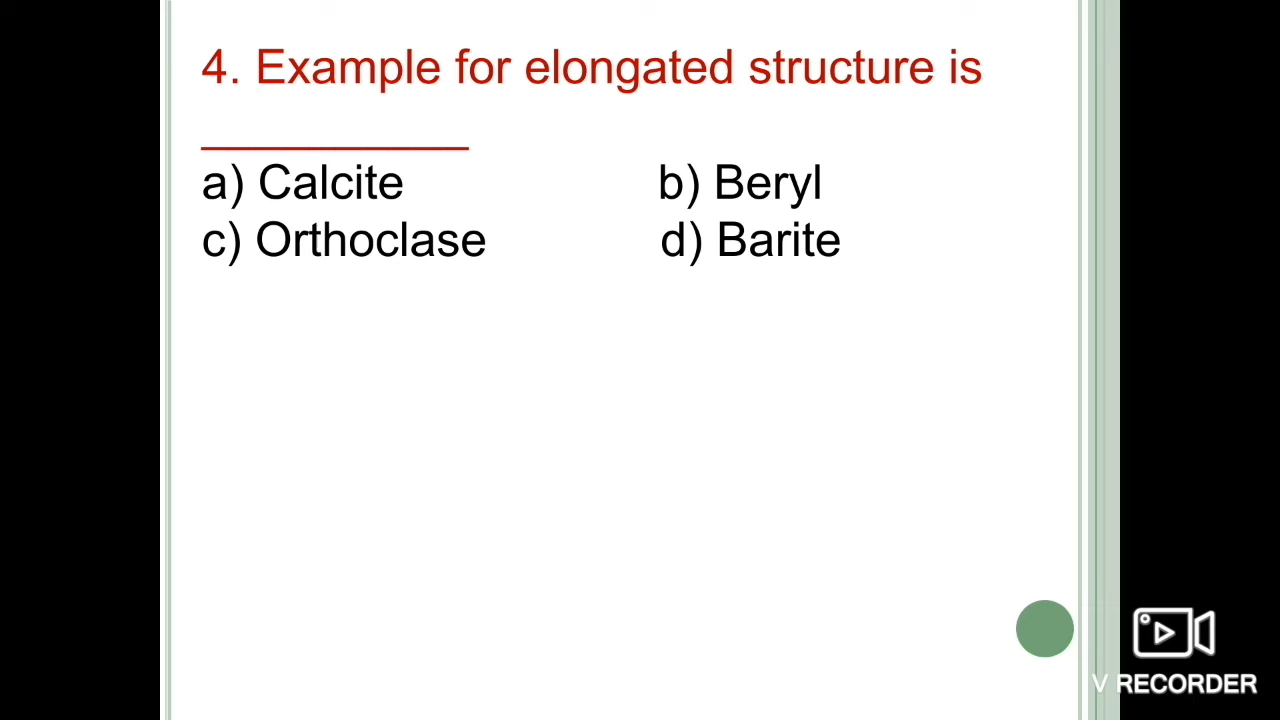 4. Example for elongated structure is
___________
a) Calcite b) Beryl
c) Orthoclase d) Barite
V RECORDER